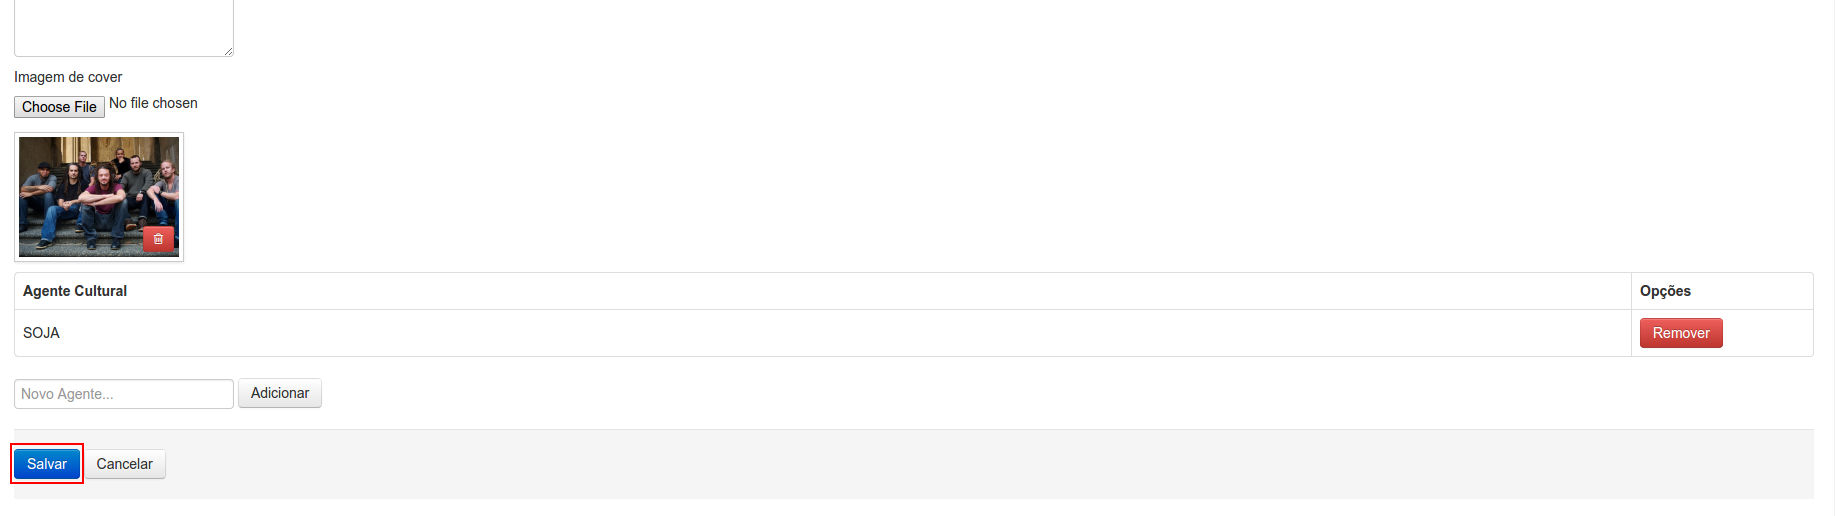 Imagem de cover
Choose File No file chosen
Agente Cultural Opções
SOJA Remover
Novo Agente... Adicionar
Salvar Cancelar